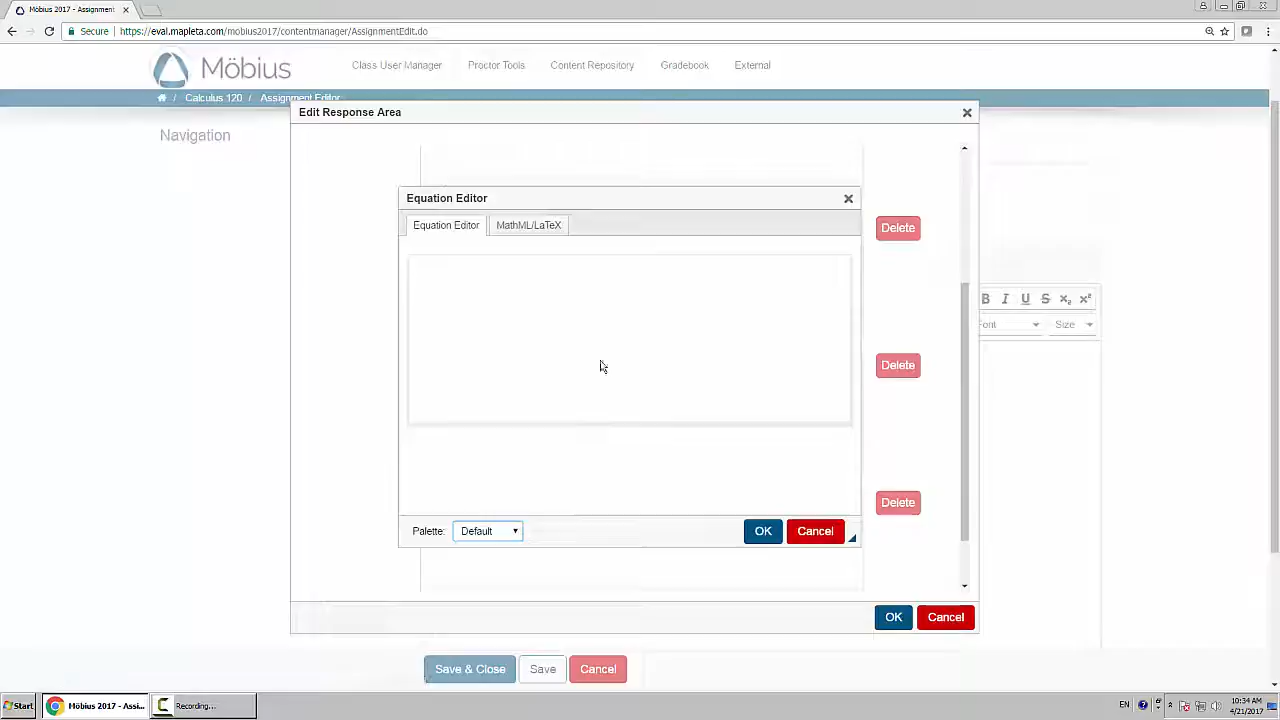 Möbius 2017 - Assignment
Secure https://eval.mapleta.com/mobius2017/contentmanager/AssignmentEdit.do
Möbius
Class User Manager Proctor Tools Content Repository Gradebook External
/ Calculus 120 / Assignment Editor
Edit Response Area
Navigation
Equation Editor
Equation Editor MathML/LaTeX
Delete
B I U S x₂ x²
Font Size
Delete
Delete
Palette: Default OK Cancel
OK Cancel
Save & Close Save Cancel
Start Möbius 2017 - Assi... Recording... EN 10:34 AM
4/21/2017